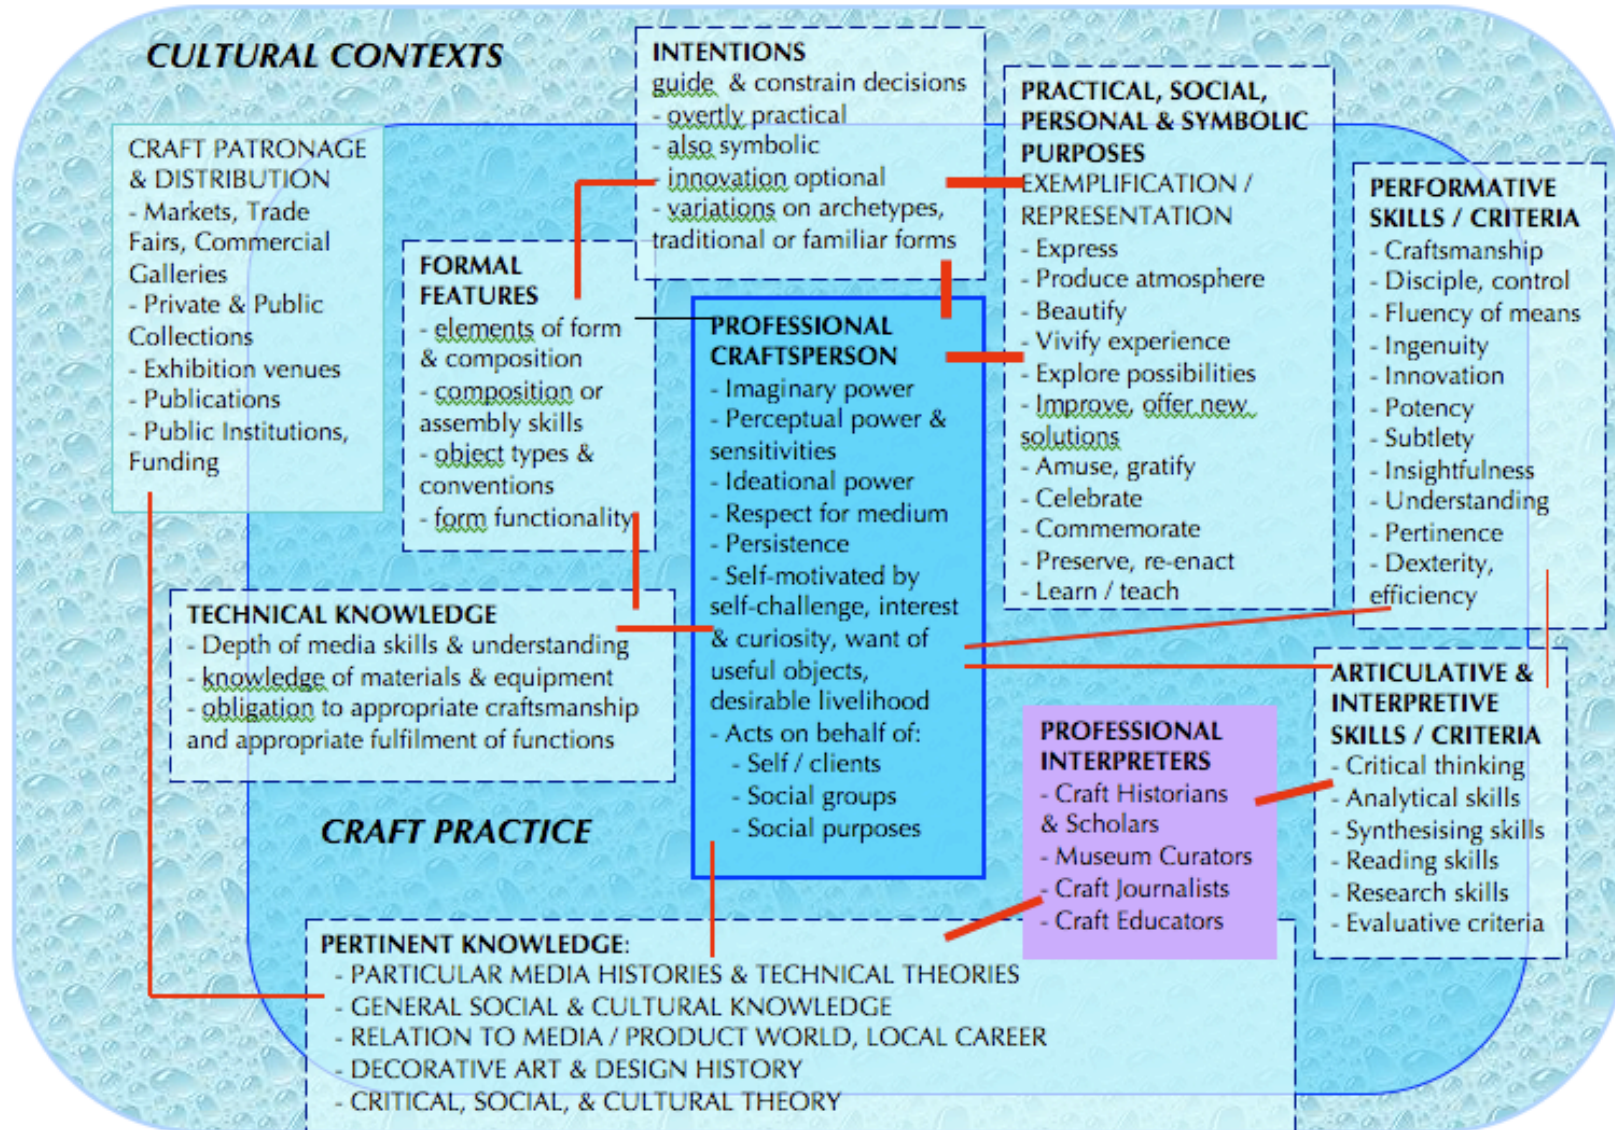 CULTURAL CONTEXTS
CRAFT PATRONAGE
& DISTRIBUTION
- Markets, Trade
Fairs, Commercial
Galleries
- Private & Public
Collections
- Exhibition venues
- Publications
- Public Institutions,
Funding
INTENTIONS
guide & constrain decisions
- overtly practical
- also symbolic
- innovation optional
- variations on archetypes,
traditional or familiar forms
PRACTICAL, SOCIAL,
PERSONAL & SYMBOLIC
PURPOSES
EXEMPLIFICATION /
REPRESENTATION
- Express
- Produce atmosphere
- Beautify
- Vivify experience
- Explore possibilities
- Improve, offer new
solutions
- Amuse, gratify
- Celebrate
- Commemorate
- Preserve, re-enact
- Learn / teach
PERFORMATIVE
SKILLS / CRITERIA
- Craftsmanship
- Disciple, control
- Fluency of means
- Ingenuity
- Innovation
- Potency
- Subtlety
- Insightfulness
- Understanding
- Pertinence
- Dexterity,
efficiency
FORMAL
FEATURES
- elements of form
& composition
- composition or
assembly skills
- object types &
conventions
- form functionality
PROFESSIONAL
CRAFTSPERSON
- Imaginary power
- Perceptual power &
sensitivities
- Ideational power
- Respect for medium
- Persistence
- Self-motivated by
self-challenge, interest
& curiosity, want of
useful objects,
desirable livelihood
- Acts on behalf of:
- Self / clients
- Social groups
- Social purposes
TECHNICAL KNOWLEDGE
- Depth of media skills & understanding
- knowledge of materials & equipment
- obligation to appropriate craftsmanship
and appropriate fulfilment of functions
ARTICULATIVE &
INTERPRETIVE
SKILLS / CRITERIA
- Critical thinking
- Analytical skills
- Synthesising skills
- Reading skills
- Research skills
- Evaluative criteria
PROFESSIONAL
INTERPRETERS
- Craft Historians
& Scholars
- Museum Curators
- Craft Journalists
- Craft Educators
CRAFT PRACTICE
PERTINENT KNOWLEDGE:
- PARTICULAR MEDIA HISTORIES & TECHNICAL THEORIES
- GENERAL SOCIAL & CULTURAL KNOWLEDGE
- RELATION TO MEDIA / PRODUCT WORLD, LOCAL CAREER
- DECORATIVE ART & DESIGN HISTORY
- CRITICAL, SOCIAL, & CULTURAL THEORY